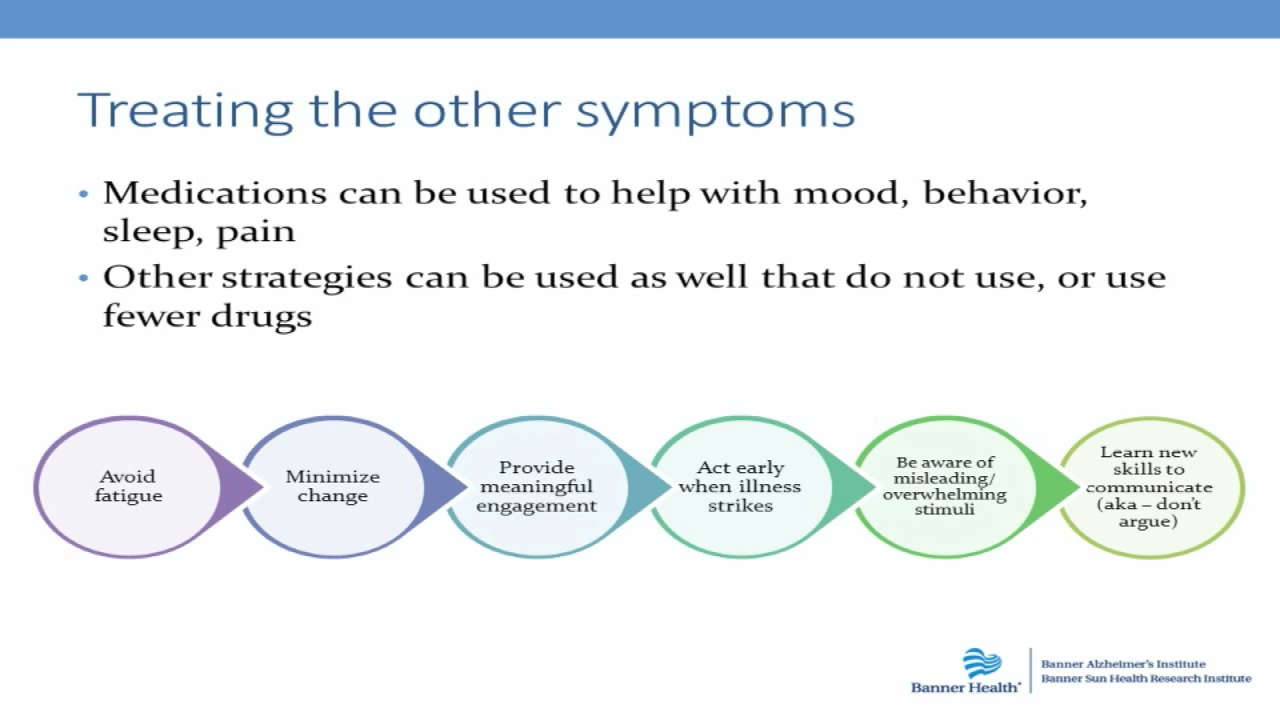 Treating the other symptoms
• Medications can be used to help with mood, behavior,
sleep, pain
• Other strategies can be used as well that do not use, or use
fewer drugs
Avoid
fatigue
Minimize
change
Provide
meaningful
engagement
Act early
when illness
strikes
Be aware of
misleading/
overwhelming
stimuli
Learn new
skills to
communicate
(aka – don't
argue)
Banner Health
Banner Alzheimer's Institute
Banner Sun Health Research Institute